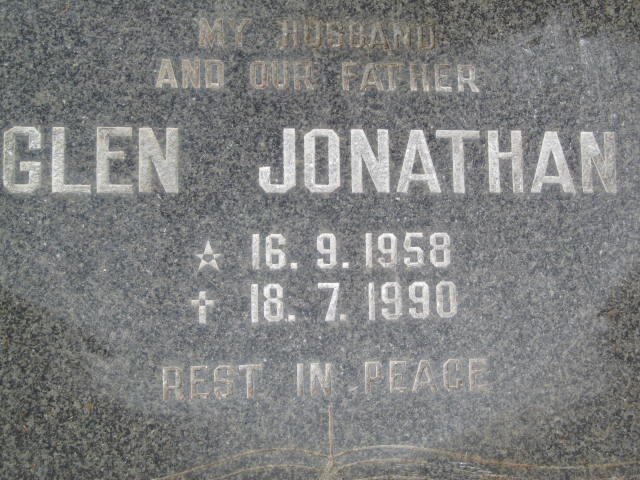 MY HUSBAND
AND OUR FATHER
GLEN JONATHAN
★ 16. 9. 1958
✝ 18. 7. 1990
REST IN PEACE